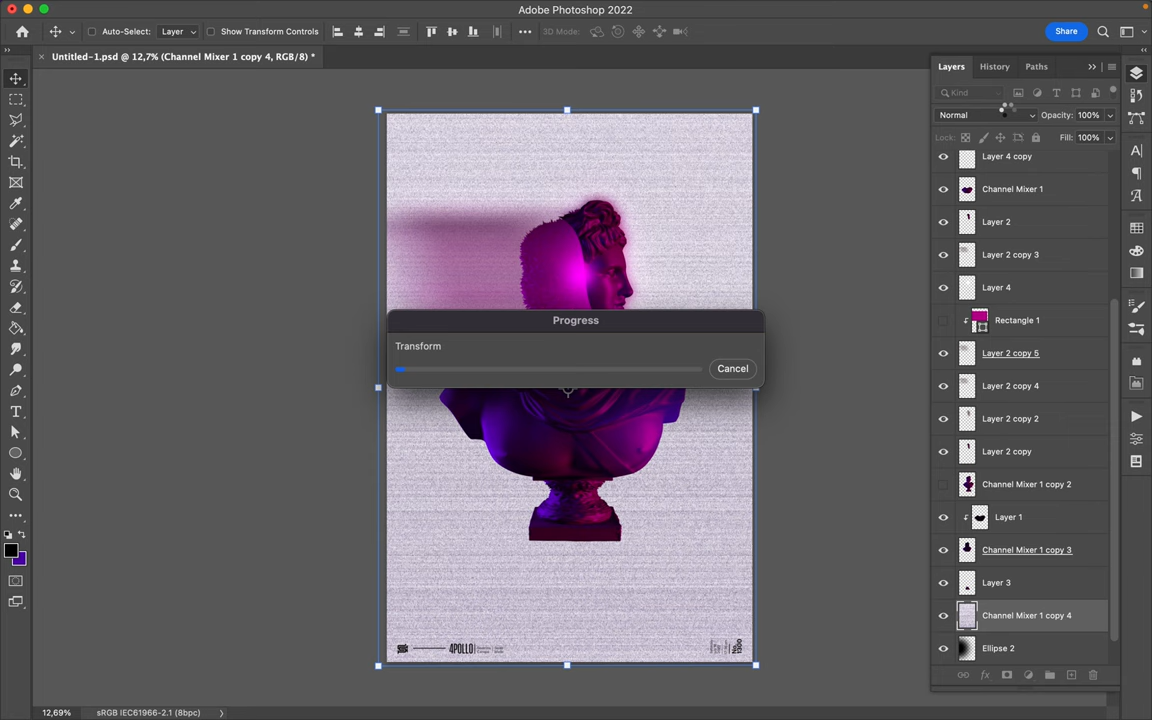 Adobe Photoshop 2022
Auto-Select: Layer
Show Transform Controls
3D Mode:
Share
Untitled-1.psd @ 12,7% (Channel Mixer 1 copy 4, RGB/8) *
Layers
History
Paths
Kind
Normal
Opacity: 100%
Lock:
Fill: 100%
Layer 4 copy
Channel Mixer 1
Layer 2
Layer 2 copy 3
Layer 4
Rectangle 1
Layer 2 copy 5
Layer 2 copy 4
Layer 2 copy 2
Layer 2 copy
Channel Mixer 1 copy 2
Layer 1
Channel Mixer 1 copy 3
Layer 3
Channel Mixer 1 copy 4
Ellipse 2
Progress
Transform
Cancel
4POLLO
12,69%
sRGB IEC61966-2.1 (8bpc)